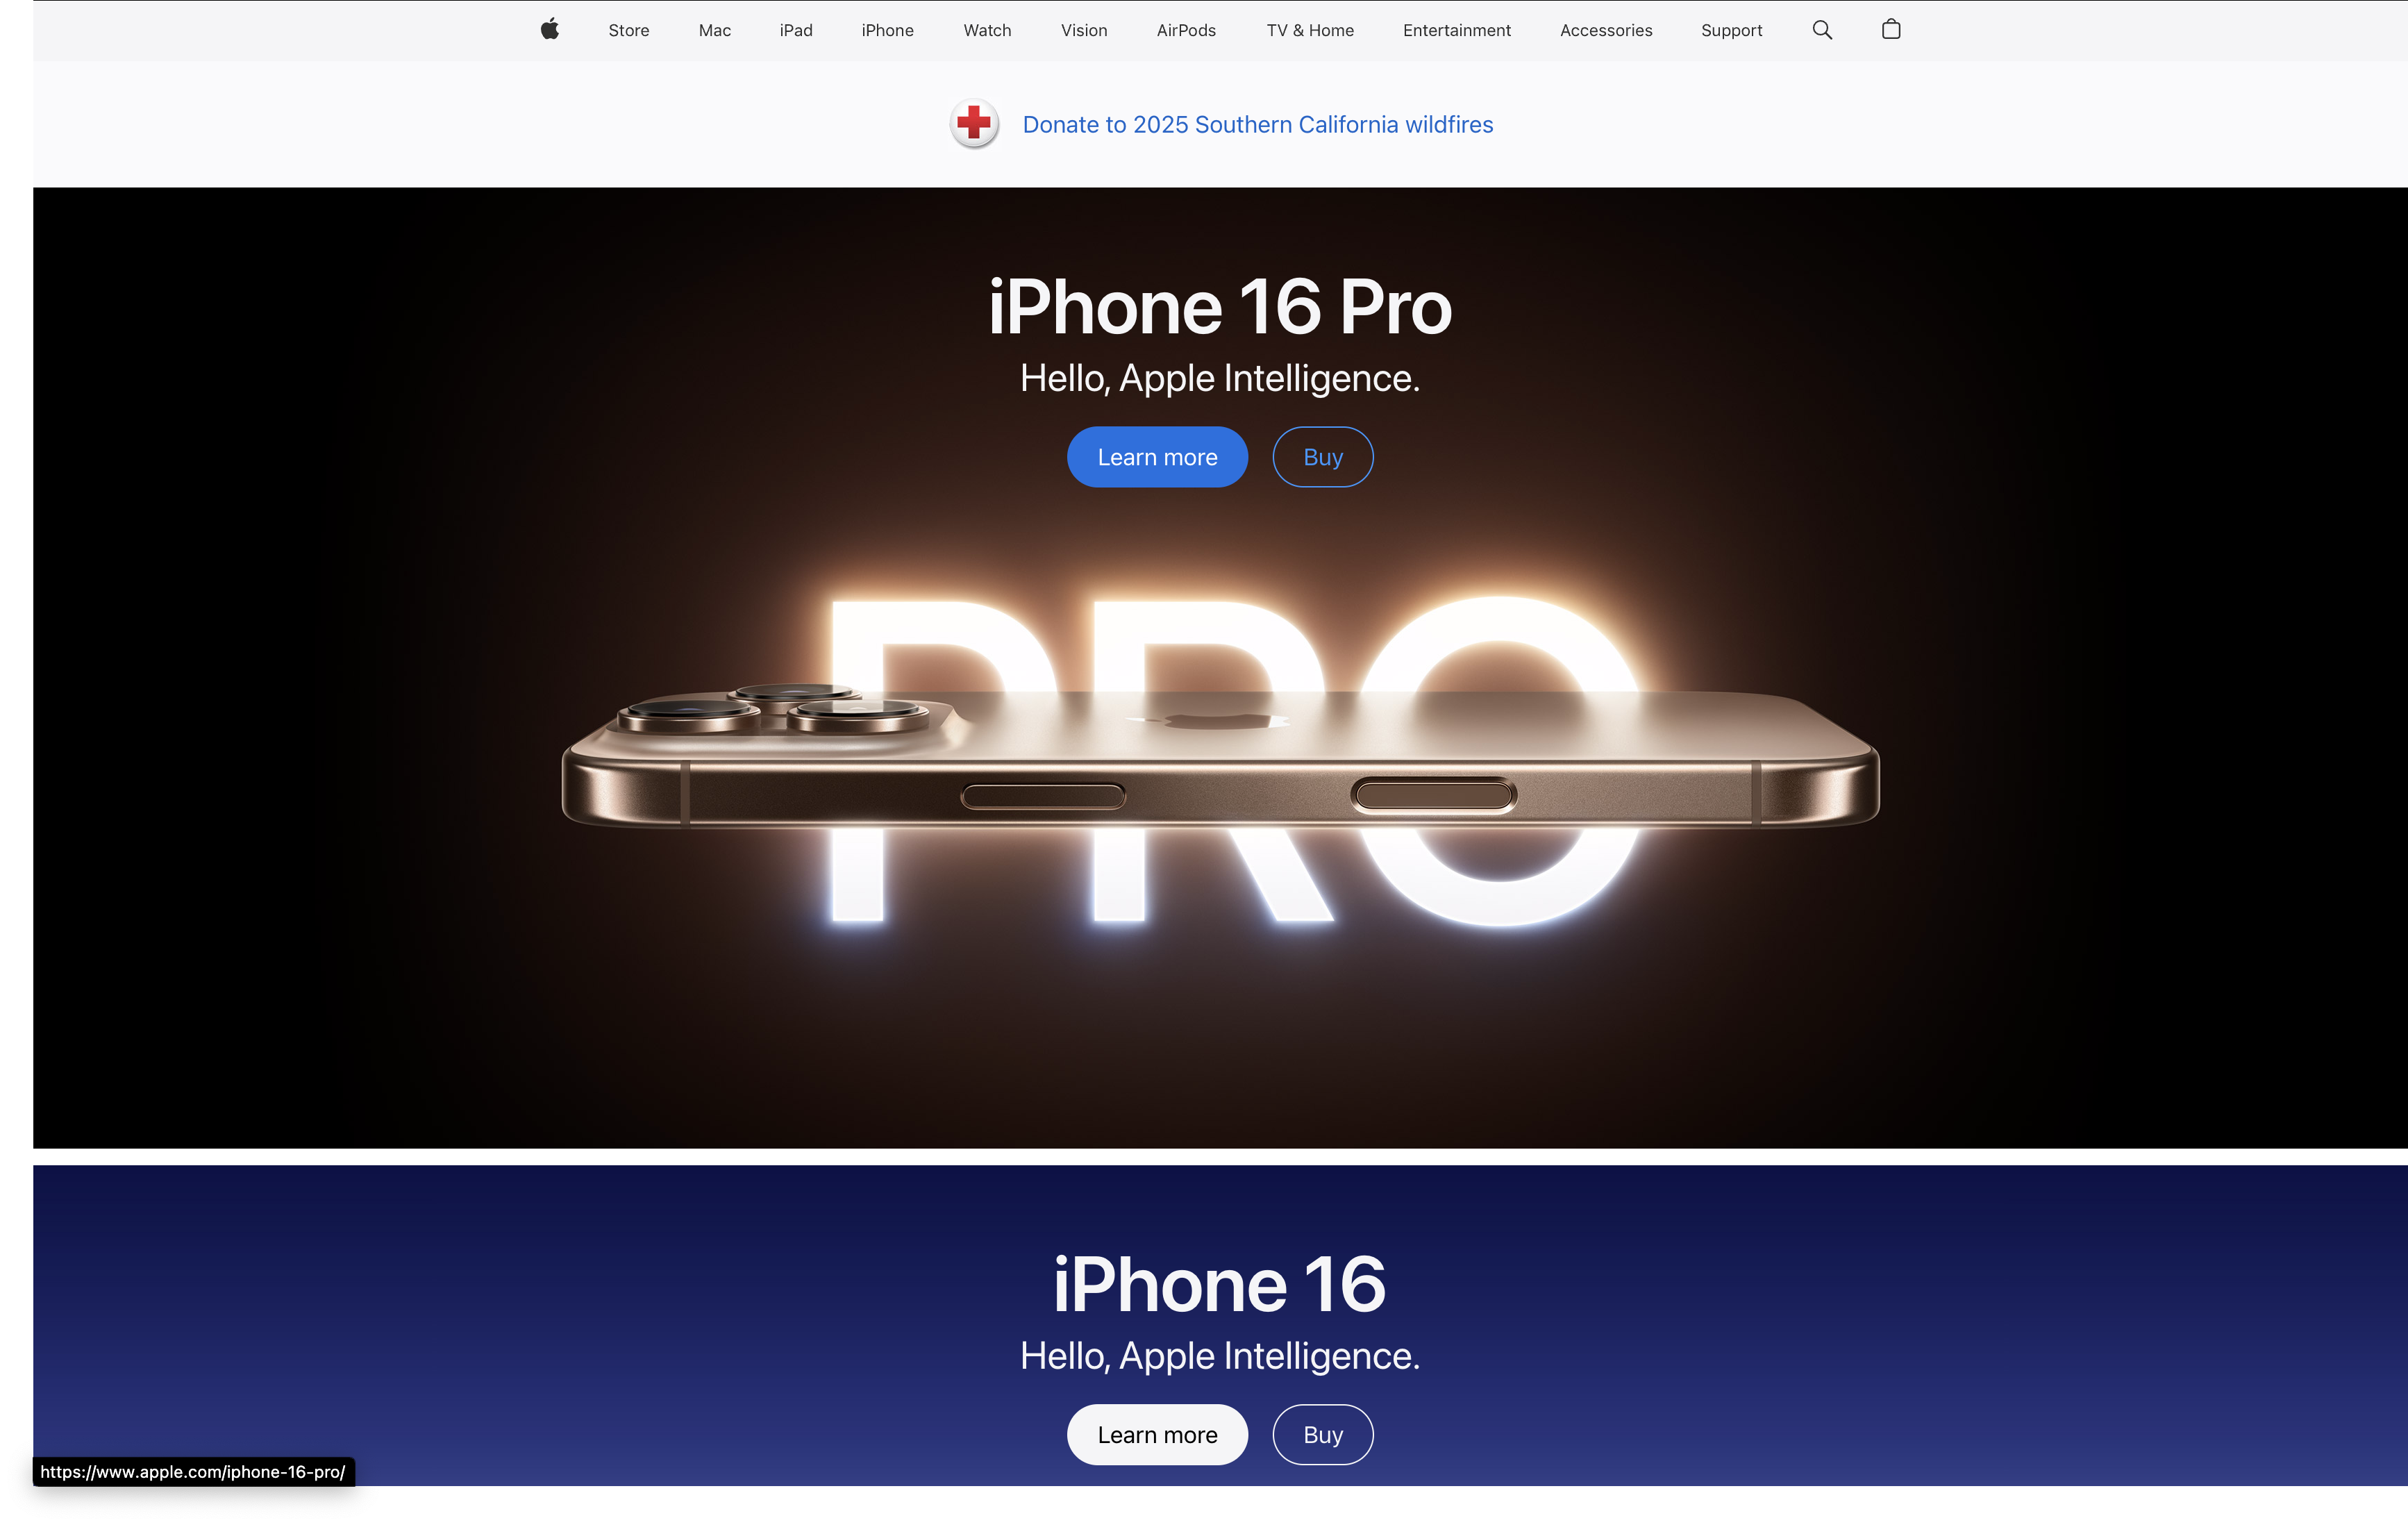 Store Mac iPad iPhone Watch Vision AirPods TV & Home Entertainment Accessories Support
Donate to 2025 Southern California wildfires
iPhone 16 Pro
Hello, Apple Intelligence.
Learn more Buy
PRO
iPhone 16
Hello, Apple Intelligence.
Learn more Buy
https://www.apple.com/iphone-16-pro/